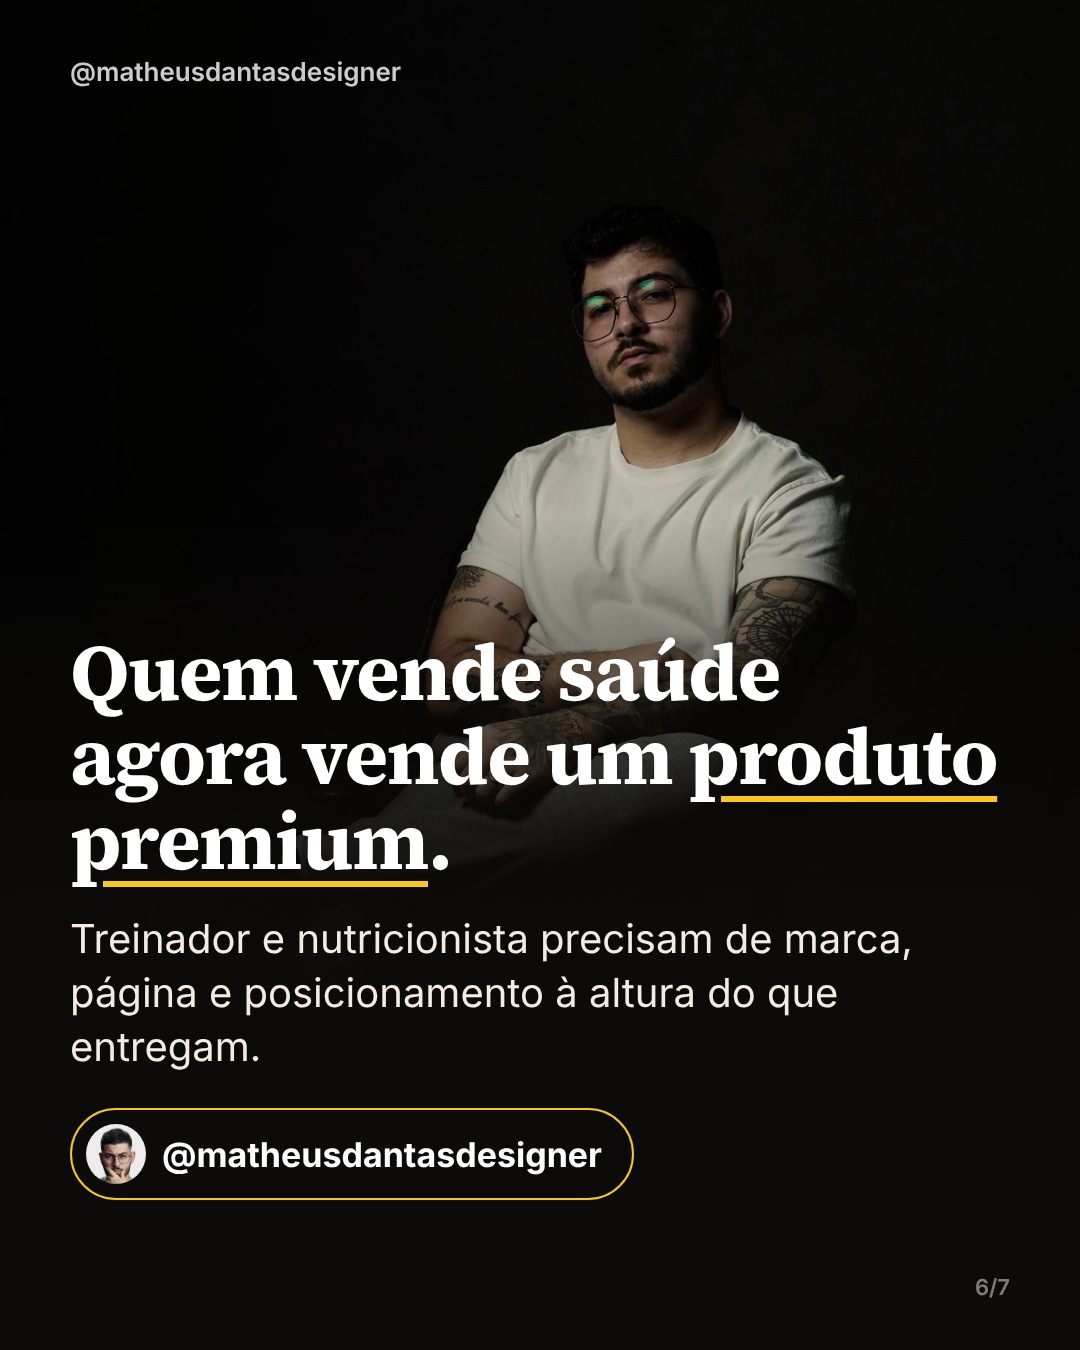 @matheusdantasdesigner
Quem vende saúde
agora vende um produto
premium.
Treinador e nutricionista precisam de marca,
página e posicionamento à altura do que
entregam.
@matheusdantasdesigner
6/7